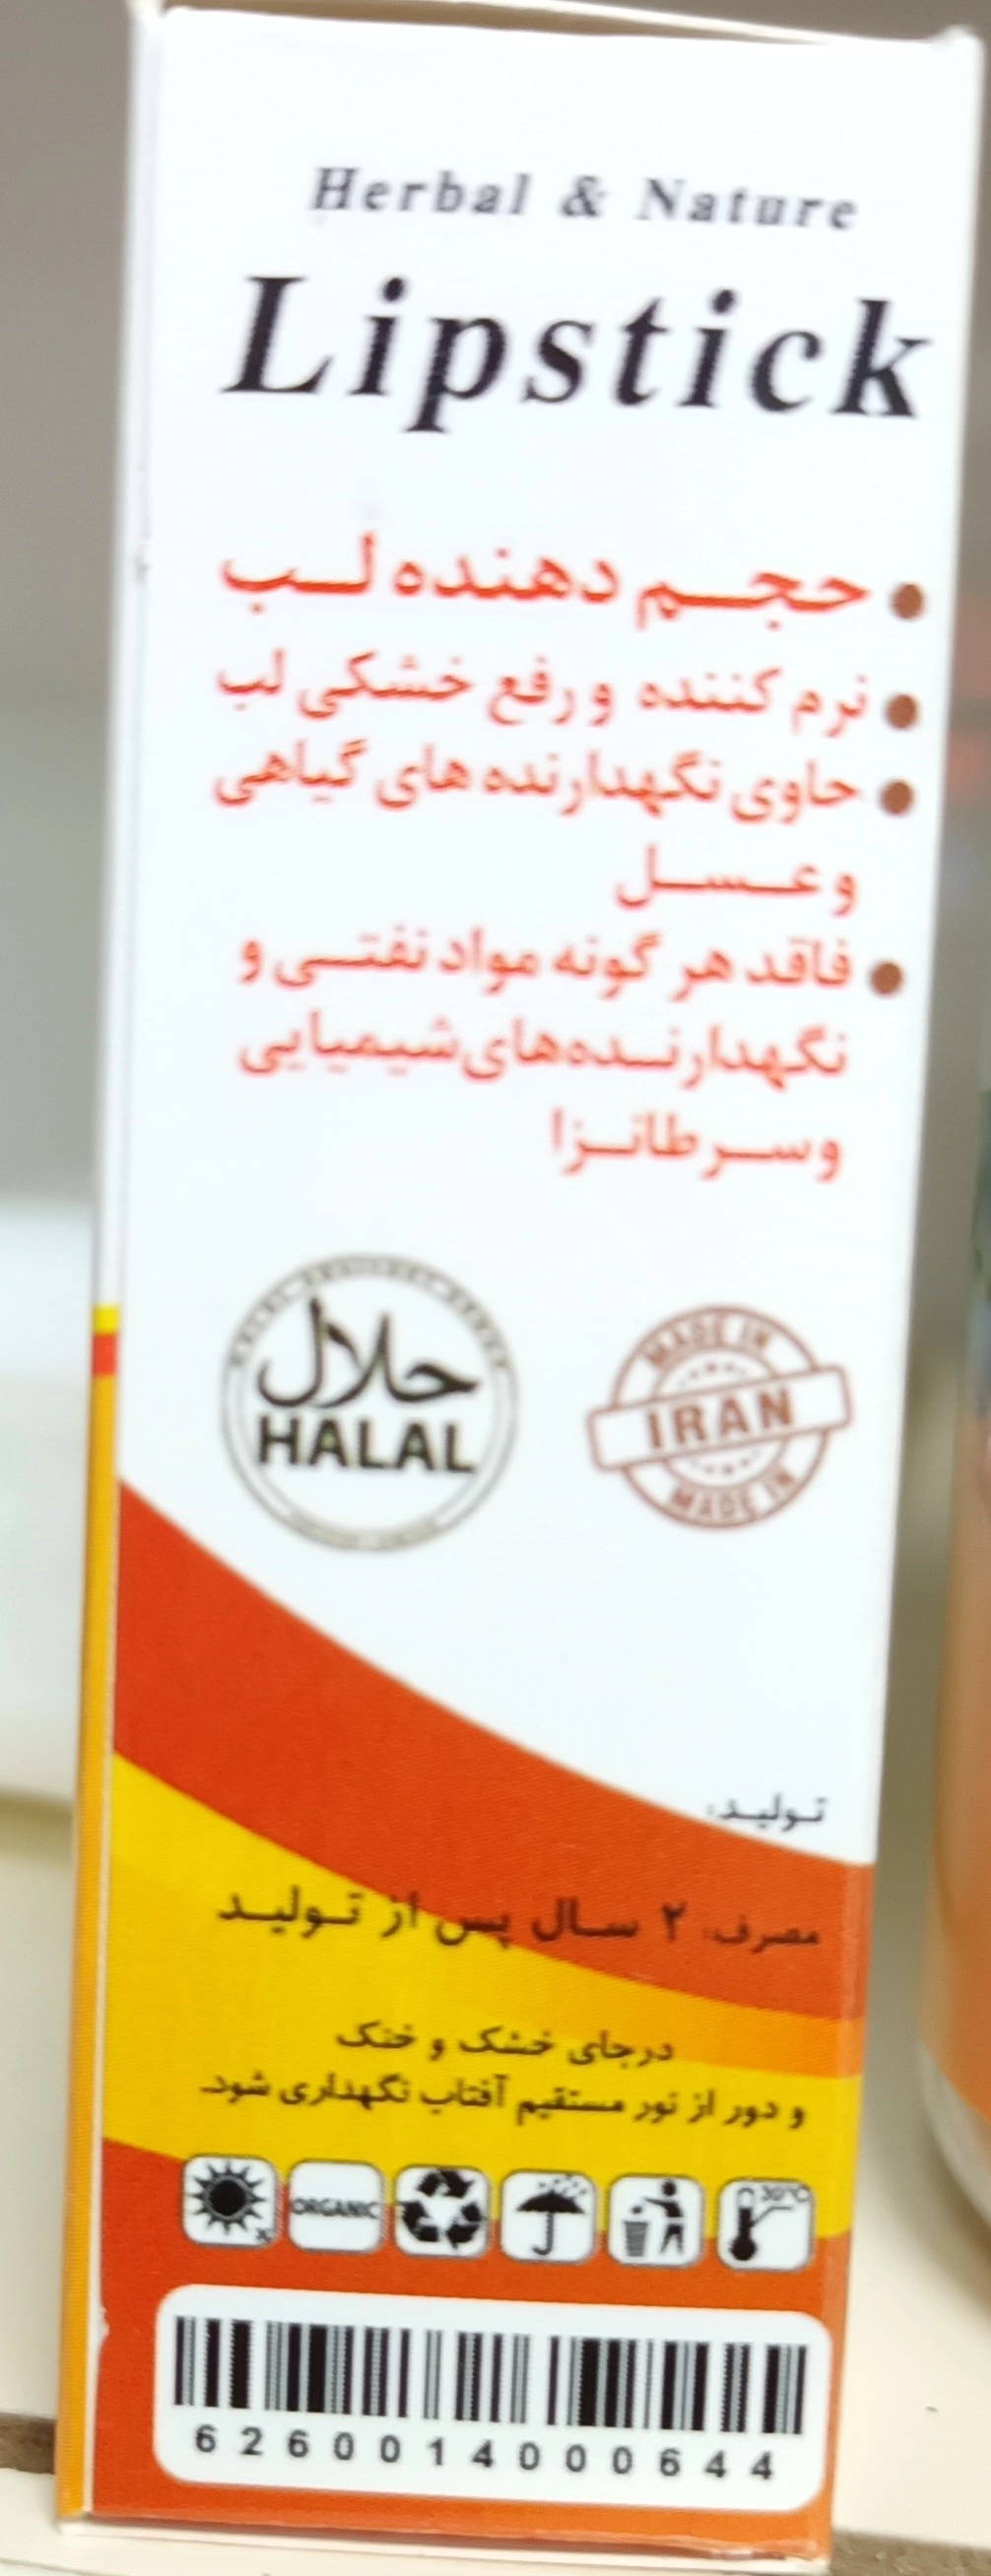 Herbal & Nature
Lipstick
• حجم دهنده لب
• نرم کننده و رفع خشکی لب
• حاوی نگهدارنده های گیاهی
و عسل
• فاقد هر گونه مواد نفتی و
نگهدارنده‌های شیمیایی
و سرطانزا
حلال
HALAL
MADE IN
IRAN
MADE IN
تولید:
مصرف: ۲ سال پس از تولید
درجای خشک و خنک
و دور از نور مستقیم آفتاب نگهداری شود.
ORGANIC
30°C
6260014000644